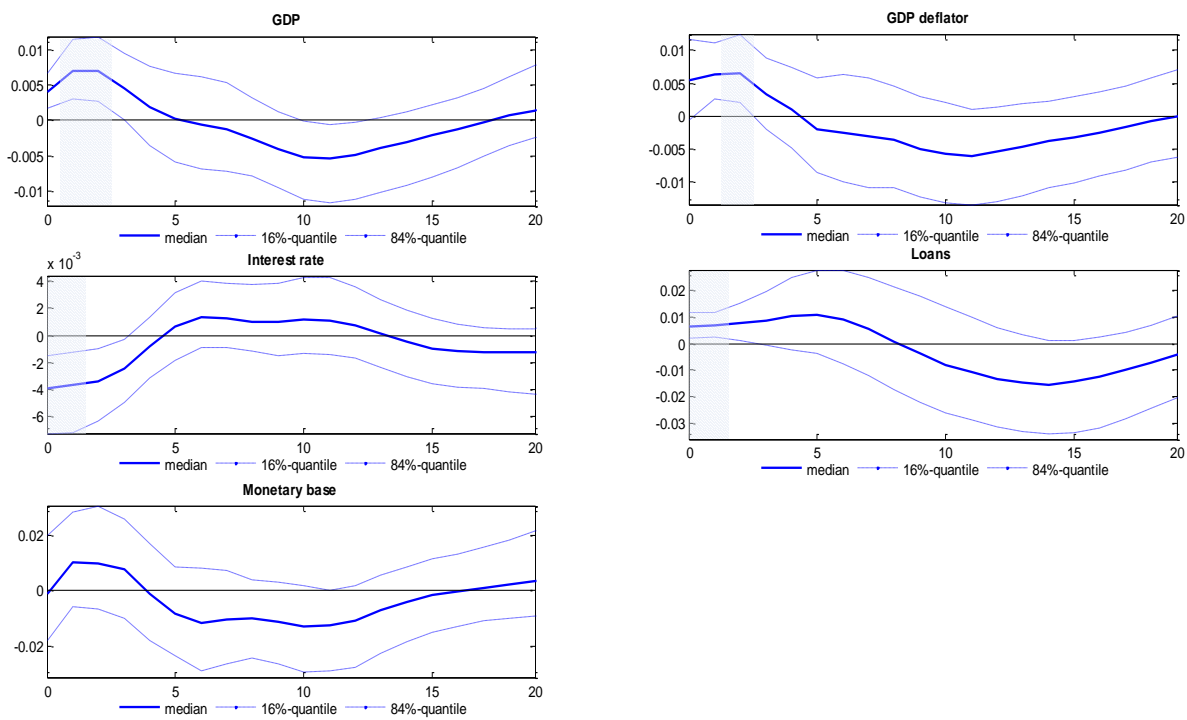 GDP
0.01
0.005
0
-0.005
-0.01
0 5 10 15 20
median 16%-quantile 84%-quantile
GDP deflator
0.01
0.005
0
-0.005
-0.01
0 5 10 15 20
median 16%-quantile 84%-quantile
Interest rate
x 10⁻³
4
2
0
-2
-4
-6
0 5 10 15 20
median 16%-quantile 84%-quantile
Loans
0.02
0.01
0
-0.01
-0.02
-0.03
0 5 10 15 20
median 16%-quantile 84%-quantile
Monetary base
0.02
0
-0.02
0 5 10 15 20
median 16%-quantile 84%-quantile